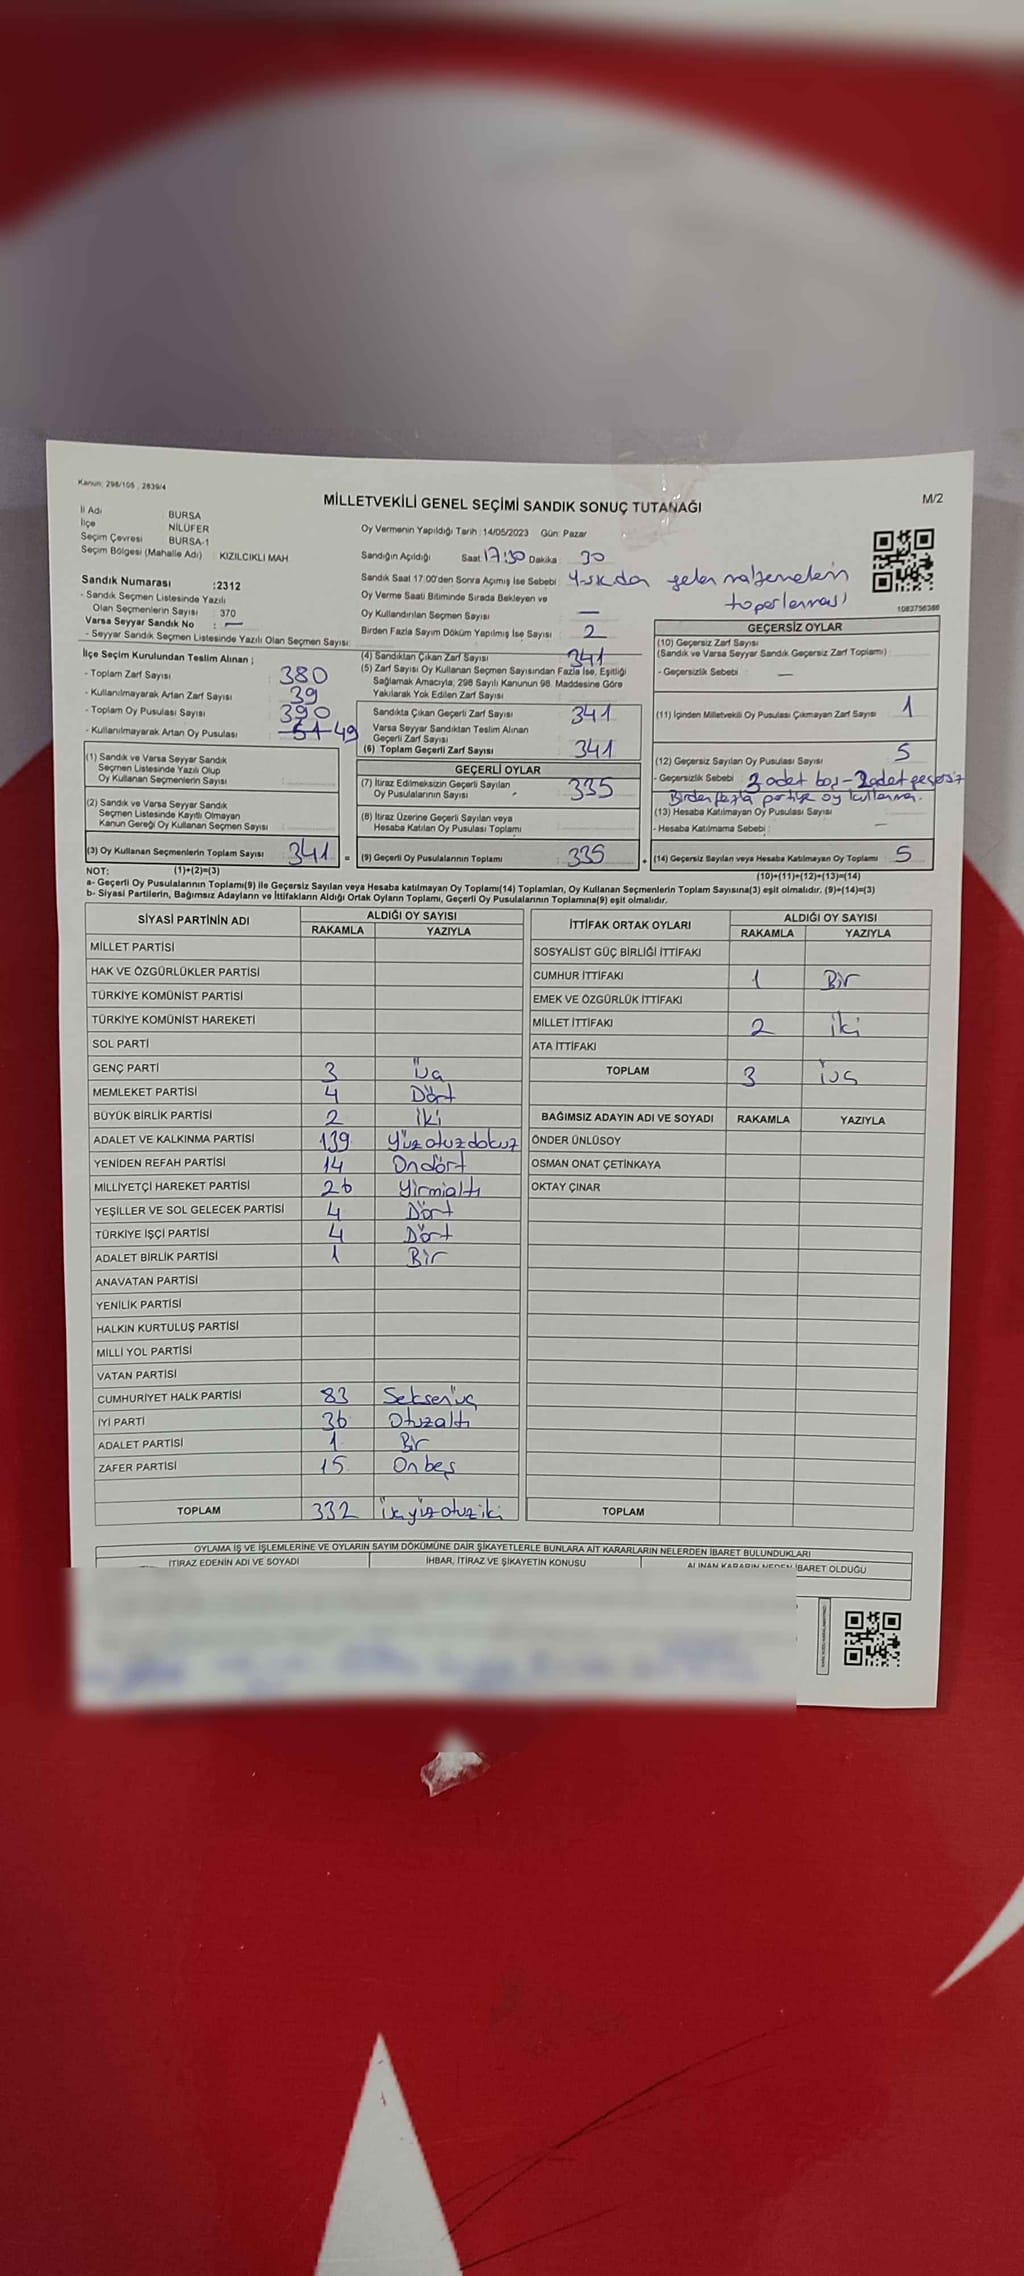 Kanun: 298/105 , 2839/4
MİLLETVEKİLİ GENEL SEÇİMİ SANDIK SONUÇ TUTANAĞI
M/2
İl Adı BURSA
İlçe NİLÜFER
Seçim Çevresi BURSA-1
Seçim Bölgesi (Mahalle Adı) : KIZILCIKLI MAH
Sandık Numarası :2312
- Sandık Seçmen Listesinde Yazılı
Olan Seçmenlerin Sayısı : 370
Varsa Seyyar Sandık No : —
- Seyyar Sandık Seçmen Listesinde Yazılı Olan Seçmen Sayısı:
Oy Vermenin Yapıldığı Tarih :14/05/2023 Gün: Pazar
Sandığın Açıldığı Saat 17:30 Dakika : 30
Sandık Saat 17:00'den Sonra Açımış İse Sebebi : gelen malzemelerin
toparlanması
Oy Verme Saati Bitiminde Sırada Bekleyen ve
Oy Kullandırılan Seçmen Sayısı —
Birden Fazla Sayım Döküm Yapılmış İse Sayısı 2
1083756366
İlçe Seçim Kurulundan Teslim Alınan ;
- Toplam Zarf Sayısı 380
- Kullanılmayarak Artan Zarf Sayısı 39
- Toplam Oy Pusulası Sayısı 390
- Kullanılmayarak Artan Oy Pusulası 51 49
(1) Sandık ve Varsa Seyyar Sandık
Seçmen Listesinde Yazılı Olup
Oy Kullanan Seçmenlerin Sayısı
(2) Sandık ve Varsa Seyyar Sandık
Seçmen Listesinde Kayıtlı Olmayan
Kanun Gereği Oy Kullanan Seçmen Sayısı
(3) Oy Kullanan Seçmenlerin Toplam Sayısı 341 =
(4) Sandıktan Çıkan Zarf Sayısı 341
(5) Zarf Sayısı Oy Kullanan Seçmen Sayısından Fazla İse, Eşitliği
Sağlamak Amacıyla, 298 Sayılı Kanunun 98. Maddesine Göre
Yakılarak Yok Edilen Zarf Sayısı
Sandıkta Çıkan Geçerli Zarf Sayısı 341
Varsa Seyyar Sandıktan Teslim Alınan
Geçerli Zarf Sayısı
(6) Toplam Geçerli Zarf Sayısı 341
GEÇERLİ OYLAR
(7) İtiraz Edilmeksizin Geçerli Sayılan
Oy Pusulalarının Sayısı 335
(8) İtiraz Üzerine Geçerli Sayılan veya
Hesaba Katılan Oy Pusulası Toplamı
(9) Geçerli Oy Pusulalarının Toplamı 335 +
GEÇERSİZ OYLAR
(10) Geçersiz Zarf Sayısı
(Sandık ve Varsa Seyyar Sandık Geçersiz Zarf Toplamı)
- Geçersizlik Sebebi —
(11) İçinden Milletvekili Oy Pusulası Çıkmayan Zarf Sayısı 1
(12) Geçersiz Sayılan Oy Pusulası Sayısı 5
- Geçersizlik Sebebi 3 adet boş - 2 adet geçersiz
Birden fazla partiye oy kullanma.
(13) Hesaba Katılmayan Oy Pusulası Sayısı
- Hesaba Katılmama Sebebi : —
(14) Geçersiz Sayılan veya Hesaba Katılmayan Oy Toplamı 5
NOT: (1)+(2)=(3) (10)+(11)+(12)+(13)=(14)
a- Geçerli Oy Pusulalarının Toplamı(9) ile Geçersiz Sayılan veya Hesaba katılmayan Oy Toplamı(14) Toplamları, Oy Kullanan Seçmenlerin Toplam Sayısına(3) eşit olmalıdır. (9)+(14)=(3)
b- Siyasi Partilerin, Bağımsız Adayların ve İttifakların Aldığı Ortak Oyların Toplamı, Geçerli Oy Pusulalarının Toplamına(9) eşit olmalıdır.
SİYASİ PARTİNİN ADI ALDIĞI OY SAYISI
RAKAMLA YAZIYLA
MİLLET PARTİSİ
HAK VE ÖZGÜRLÜKLER PARTİSİ
TÜRKİYE KOMÜNİST PARTİSİ
TÜRKİYE KOMÜNİST HAREKETİ
SOL PARTİ
GENÇ PARTİ 3 Üç
MEMLEKET PARTİSİ 4 Dört
BÜYÜK BİRLİK PARTİSİ 2 İki
ADALET VE KALKINMA PARTİSİ 139 Yüzotuzdokuz
YENİDEN REFAH PARTİSİ 14 Ondört
MİLLİYETÇİ HAREKET PARTİSİ 26 Yirmialtı
YEŞİLLER VE SOL GELECEK PARTİSİ 4 Dört
TÜRKİYE İŞÇİ PARTİSİ 4 Dört
ADALET BİRLİK PARTİSİ 1 Bir
ANAVATAN PARTİSİ
YENİLİK PARTİSİ
HALKIN KURTULUŞ PARTİSİ
MİLLİ YOL PARTİSİ
VATAN PARTİSİ
CUMHURİYET HALK PARTİSİ 83 Seksenüç
İYİ PARTİ 36 Otuzaltı
ADALET PARTİSİ 1 Bir
ZAFER PARTİSİ 15 Onbeş
TOPLAM 332
İTTİFAK ORTAK OYLARI ALDIĞI OY SAYISI
RAKAMLA YAZIYLA
SOSYALİST GÜÇ BİRLİĞİ İTTİFAKI
CUMHUR İTTİFAKI 1 Bir
EMEK VE ÖZGÜRLÜK İTTİFAKI
MİLLET İTTİFAKI 2 İki
ATA İTTİFAKI
TOPLAM 3 Üç
BAĞIMSIZ ADAYIN ADI VE SOYADI RAKAMLA YAZIYLA
ÖNDER ÜNLÜSOY
OSMAN ONAT ÇETİNKAYA
OKTAY ÇINAR
TOPLAM
OYLAMA İŞ VE İŞLEMLERİNE VE OYLARIN SAYIM DÖKÜMÜNE DAİR ŞİKAYETLERLE BUNLARA AİT KARARLARIN NELERDEN İBARET BULUNDUKLARI
İTİRAZ EDENİN ADI VE SOYADI İHBAR, İTİRAZ VE ŞİKAYETİN KONUSU ALINAN KARARIN NEDEN İBARET OLDUĞU